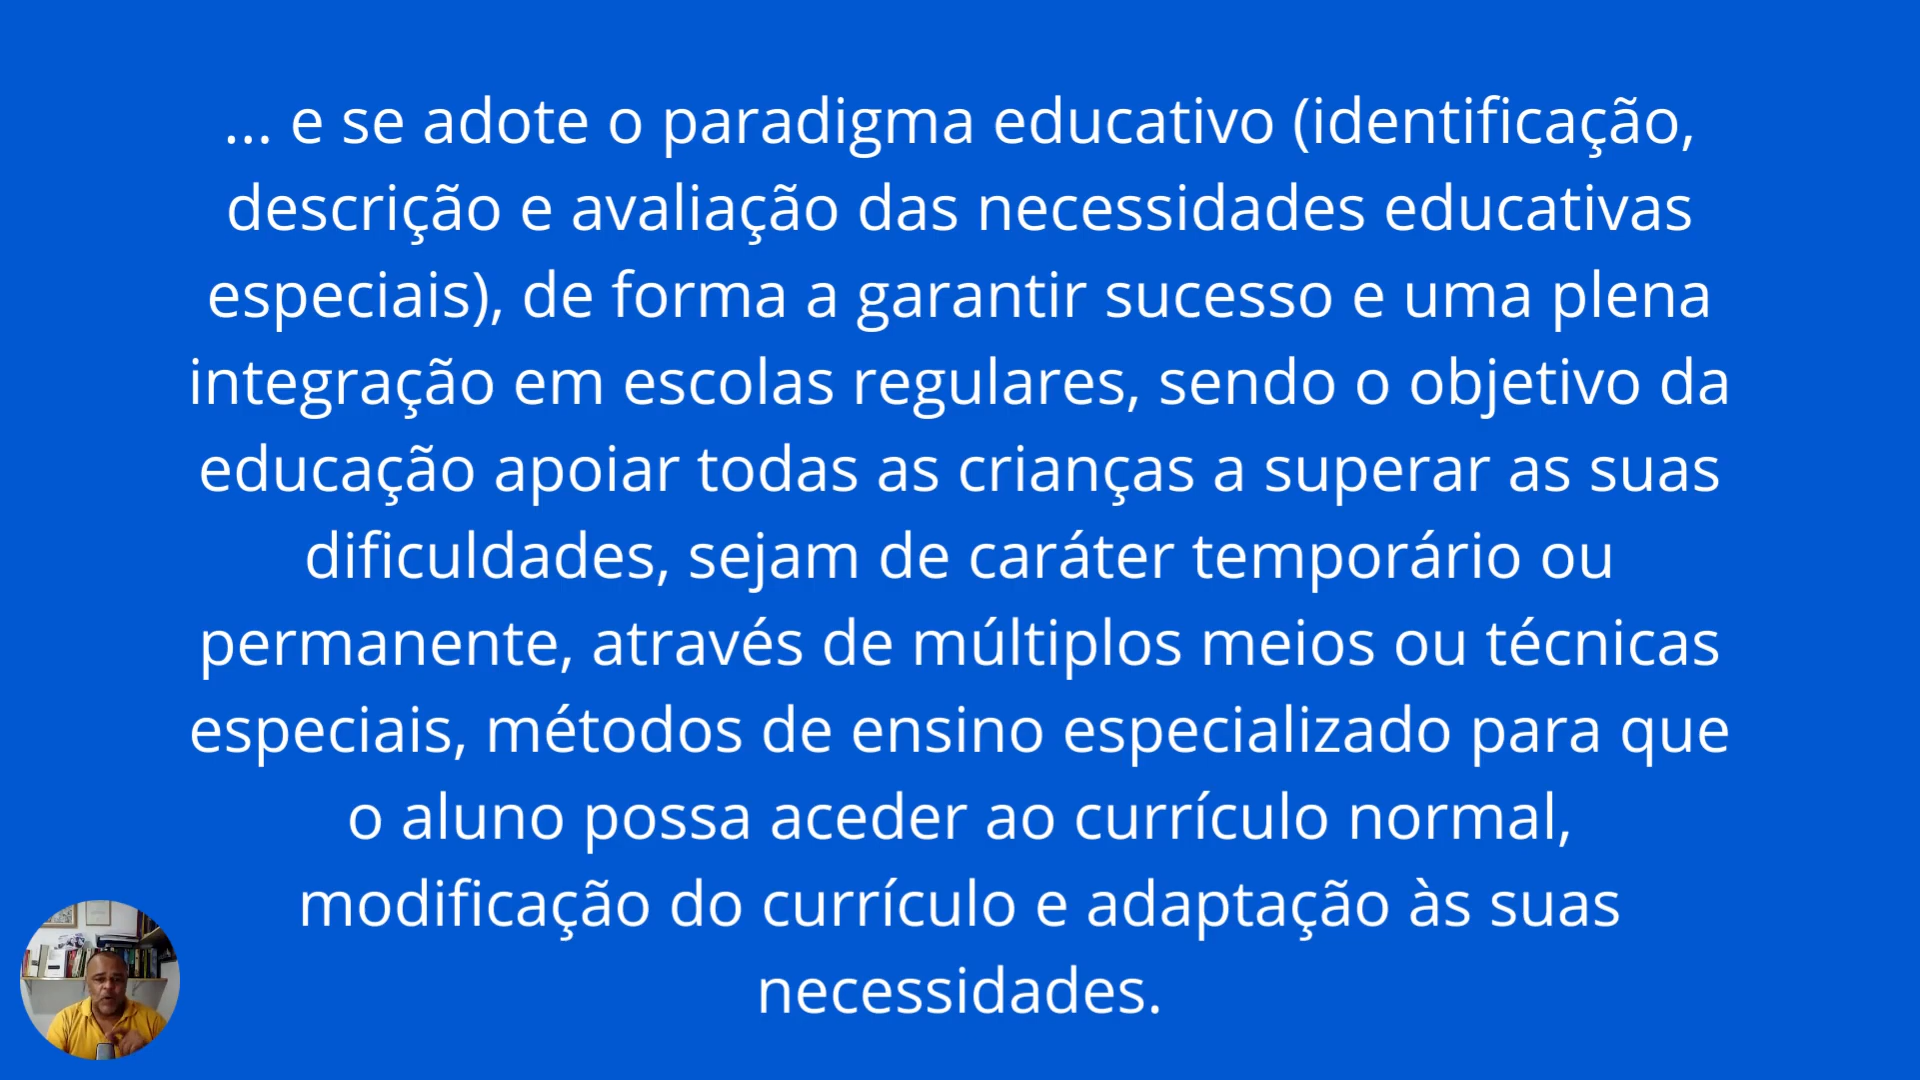 ... e se adote o paradigma educativo (identificação,
descrição e avaliação das necessidades educativas
especiais), de forma a garantir sucesso e uma plena
integração em escolas regulares, sendo o objetivo da
educação apoiar todas as crianças a superar as suas
dificuldades, sejam de caráter temporário ou
permanente, através de múltiplos meios ou técnicas
especiais, métodos de ensino especializado para que
o aluno possa aceder ao currículo normal,
modificação do currículo e adaptação às suas
necessidades.